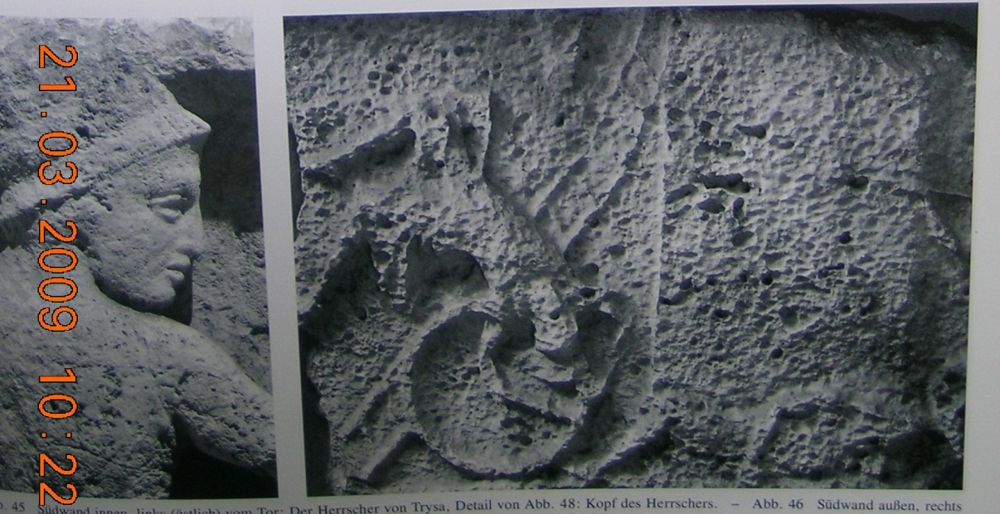 21.03.2009 10:22
. 45 Südwand innen, links (östlich) vom Tor: Der Herrscher von Trysa, Detail von Abb. 48: Kopf des Herrschers. – Abb. 46 Südwand außen, rechts